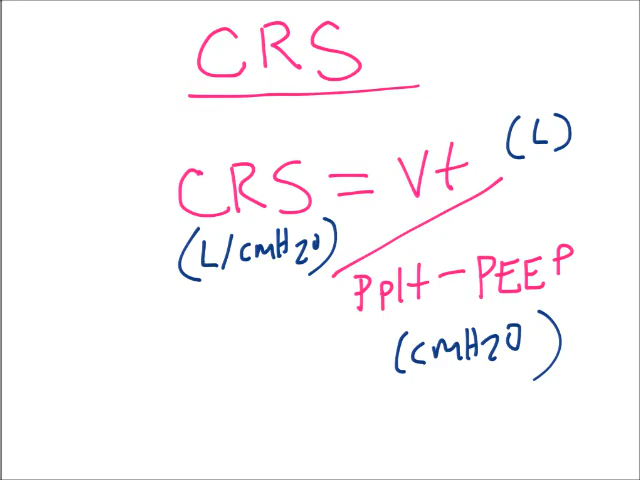 CRS
CRS = Vt (L)
(L/cmH2O)
Pplt - PEEP
(cmH2O)